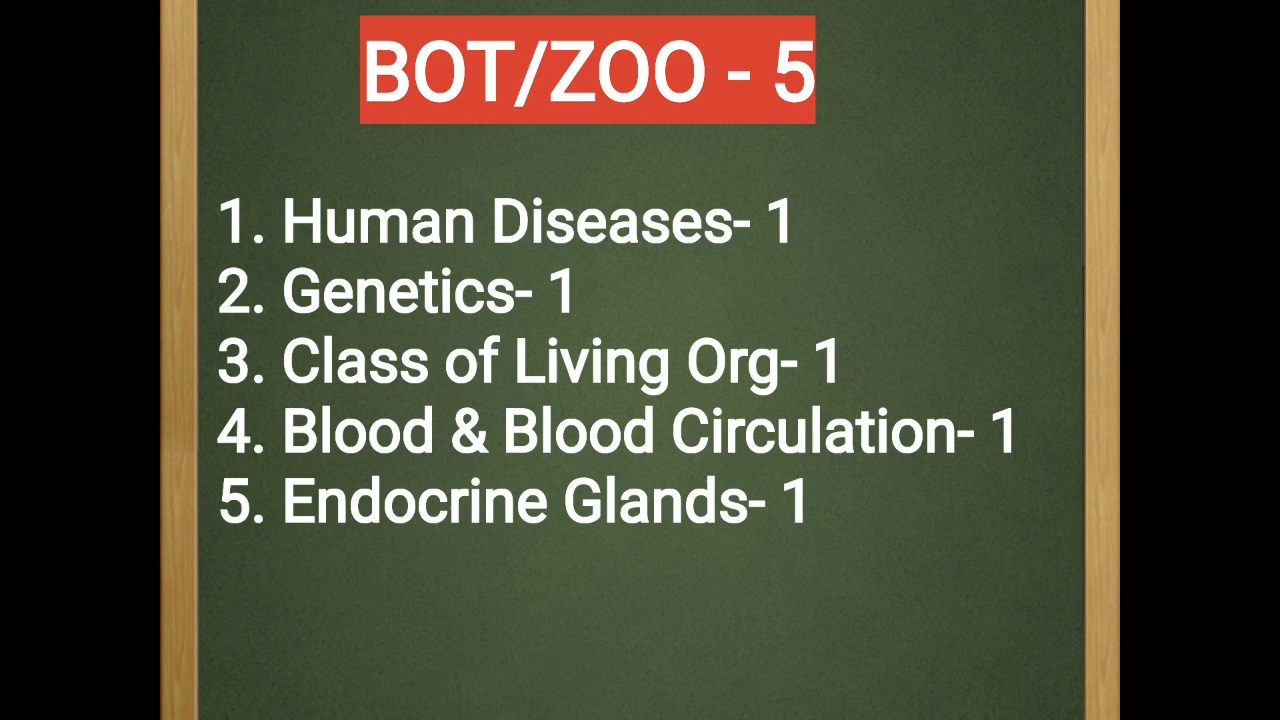 BOT/ZOO - 5
1. Human Diseases- 1
2. Genetics- 1
3. Class of Living Org- 1
4. Blood & Blood Circulation- 1
5. Endocrine Glands- 1